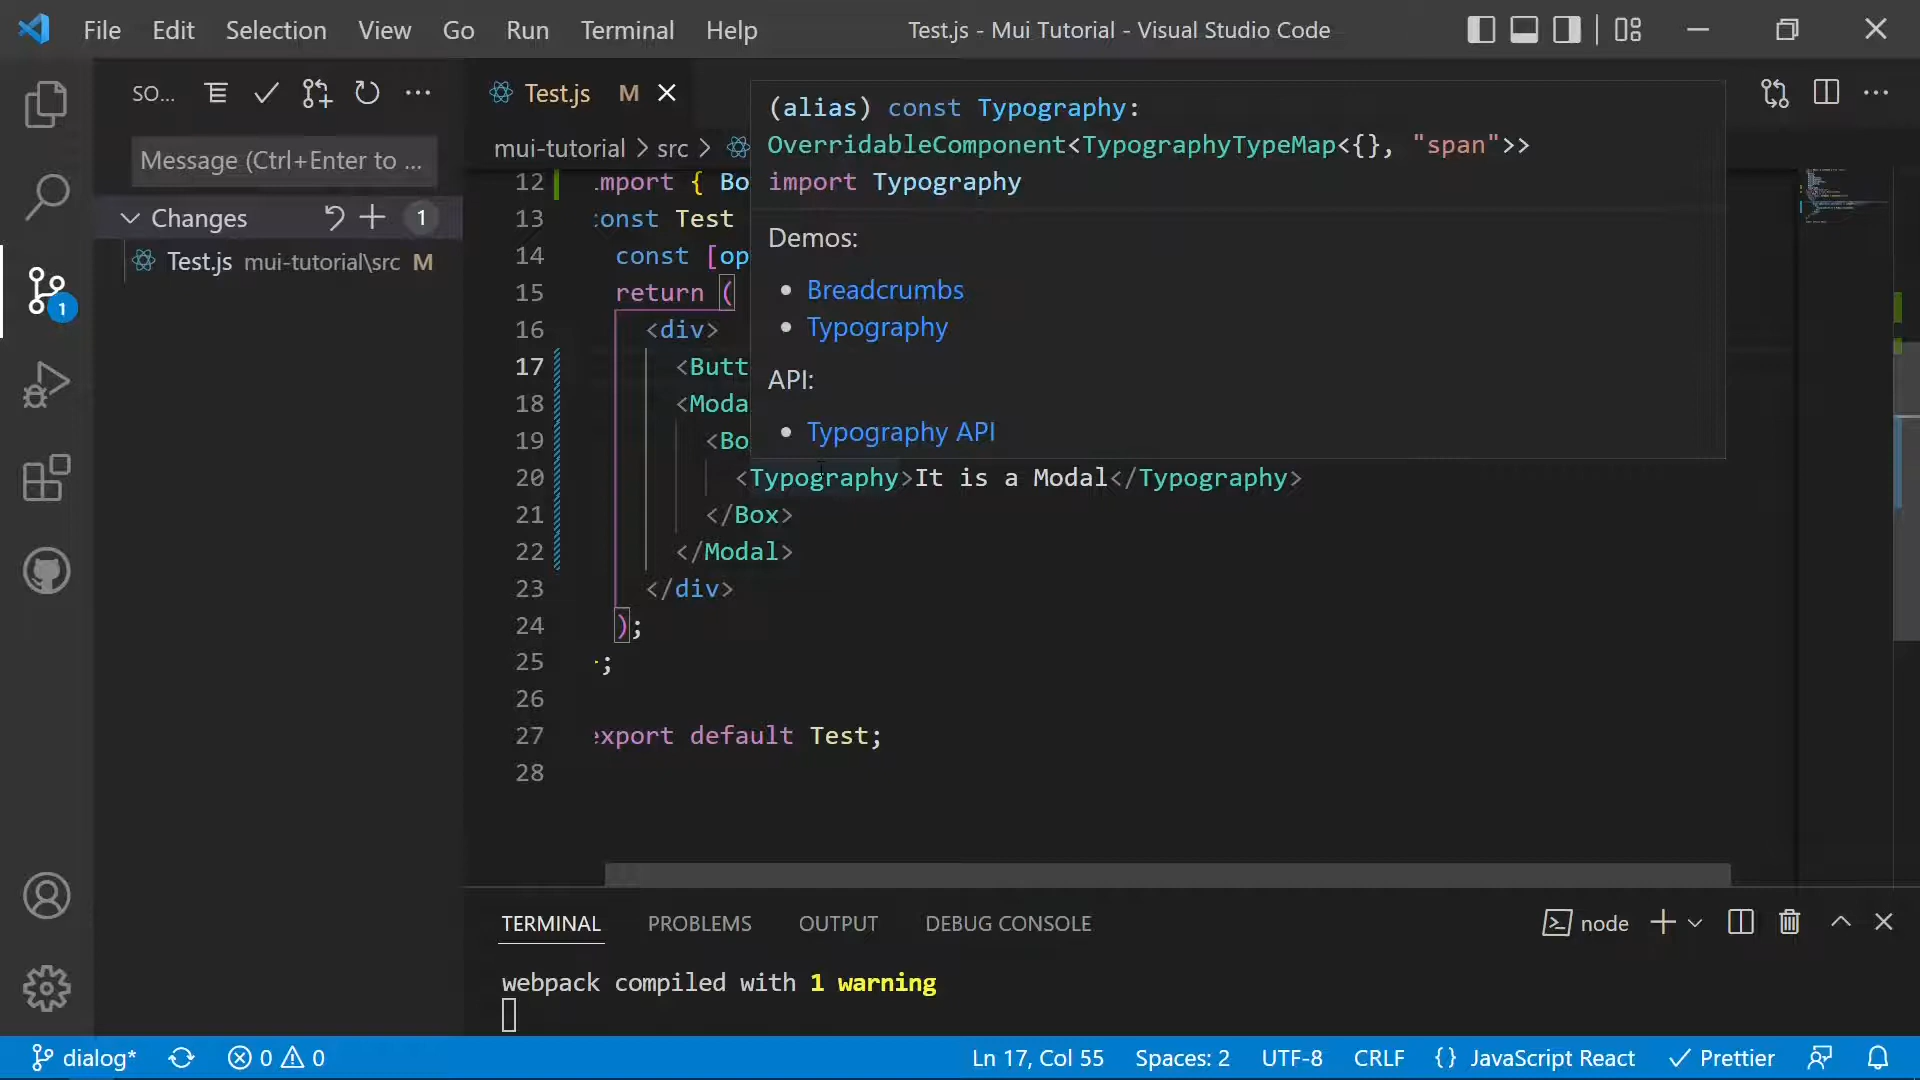 File Edit Selection View Go Run Terminal Help
Test.js - Mui Tutorial - Visual Studio Code
SO...
Message (Ctrl+Enter to ...
Changes 1
Test.js mui-tutorial\src M
1
Test.js M
mui-tutorial > src >
(alias) const Typography:
OverridableComponent<TypographyTypeMap<{}, "span">>
import Typography
Demos:
• Breadcrumbs
• Typography
API:
• Typography API
12 mport { Bo
13 onst Test
14 const [op
15 return (
16 <div>
17 <Butt
18 <Moda
19 <Bo
20 <Typography>It is a Modal</Typography>
21 </Box>
22 </Modal>
23 </div>
24 );
25 ;
26
27 xport default Test;
28
TERMINAL PROBLEMS OUTPUT DEBUG CONSOLE
node
webpack compiled with 1 warning
dialog* 0 0
Ln 17, Col 55 Spaces: 2 UTF-8 CRLF {} JavaScript React Prettier